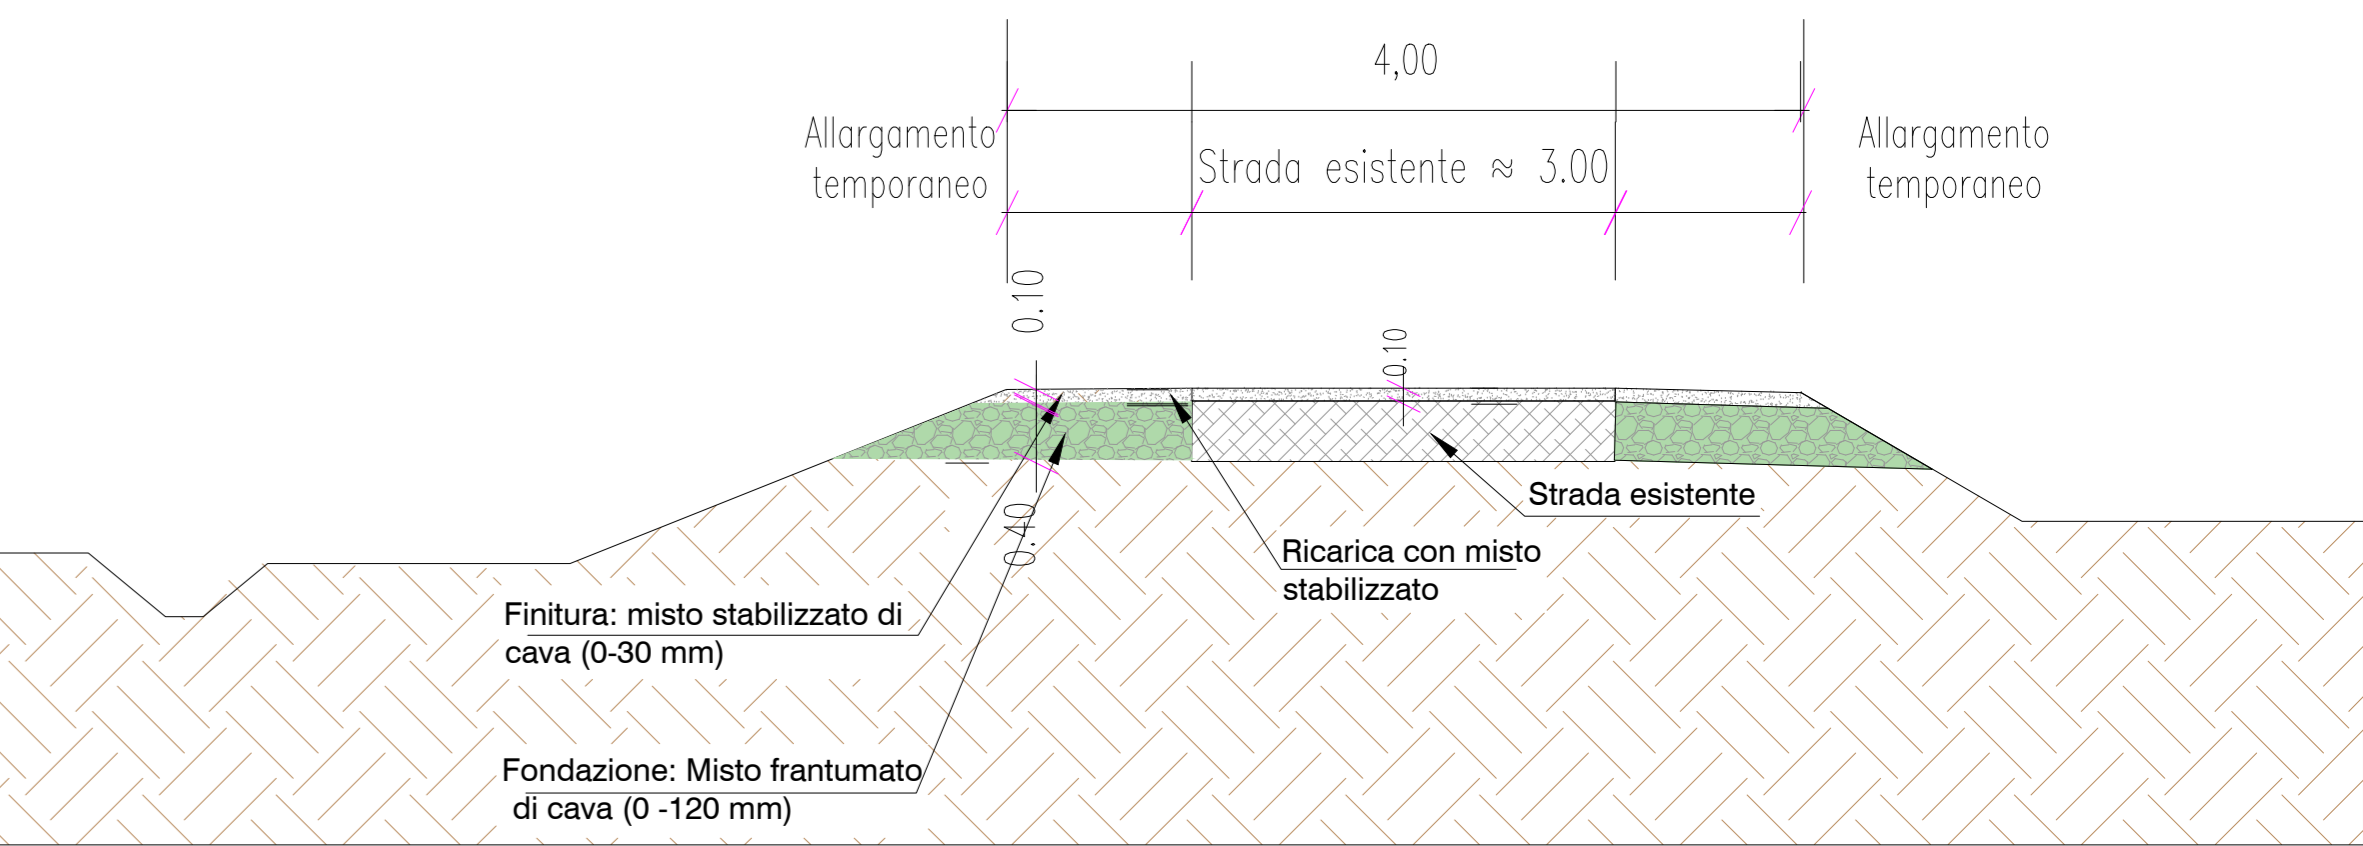 4,00
Allargamento
temporaneo
Strada esistente ≈ 3.00
Allargamento
temporaneo
0.10
0.10
Strada esistente
0.40
Ricarica con misto
stabilizzato
Finitura: misto stabilizzato di
cava (0-30 mm)
Fondazione: Misto frantumato
di cava (0 -120 mm)